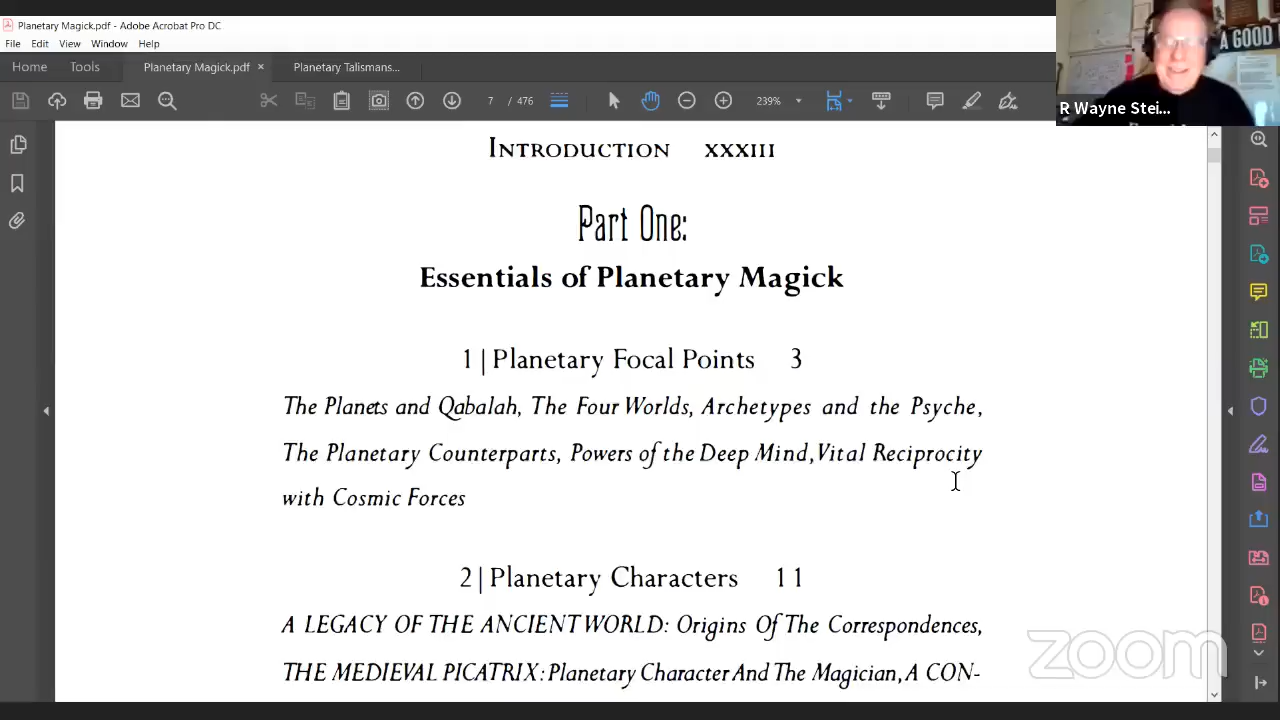 Planetary Magick.pdf - Adobe Acrobat Pro DC
File Edit View Window Help
Home Tools Planetary Magick.pdf × Planetary Talismans...
7 / 476 239%
A GOOD
R Wayne Stei...
INTRODUCTION XXXIII
Part One:
Essentials of Planetary Magick
1 | Planetary Focal Points 3
The Planets and Qabalah, The Four Worlds, Archetypes and the Psyche,
The Planetary Counterparts, Powers of the Deep Mind, Vital Reciprocity
with Cosmic Forces
2 | Planetary Characters 11
A LEGACY OF THE ANCIENT WORLD: Origins Of The Correspondences,
THE MEDIEVAL PICATRIX: Planetary Character And The Magician, A CON-
zoom